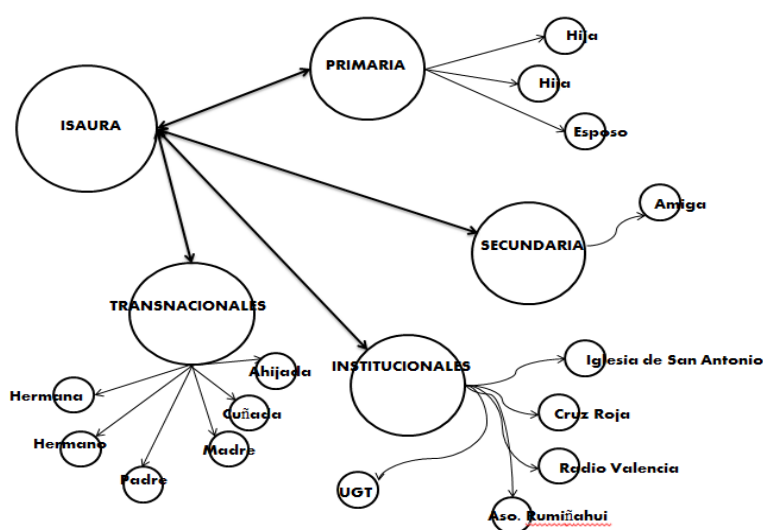 Hija
PRIMARIA
Hija
ISAURA
Esposo
Amiga
SECUNDARIA
TRANSNACIONALES
Iglesia de San Antonio
INSTITUCIONALES
Ahijada
Hermana
Cuñada
Cruz Roja
Hermano
Madre
Radio Valencia
Padre
UGT
Aso. Rumiñahui